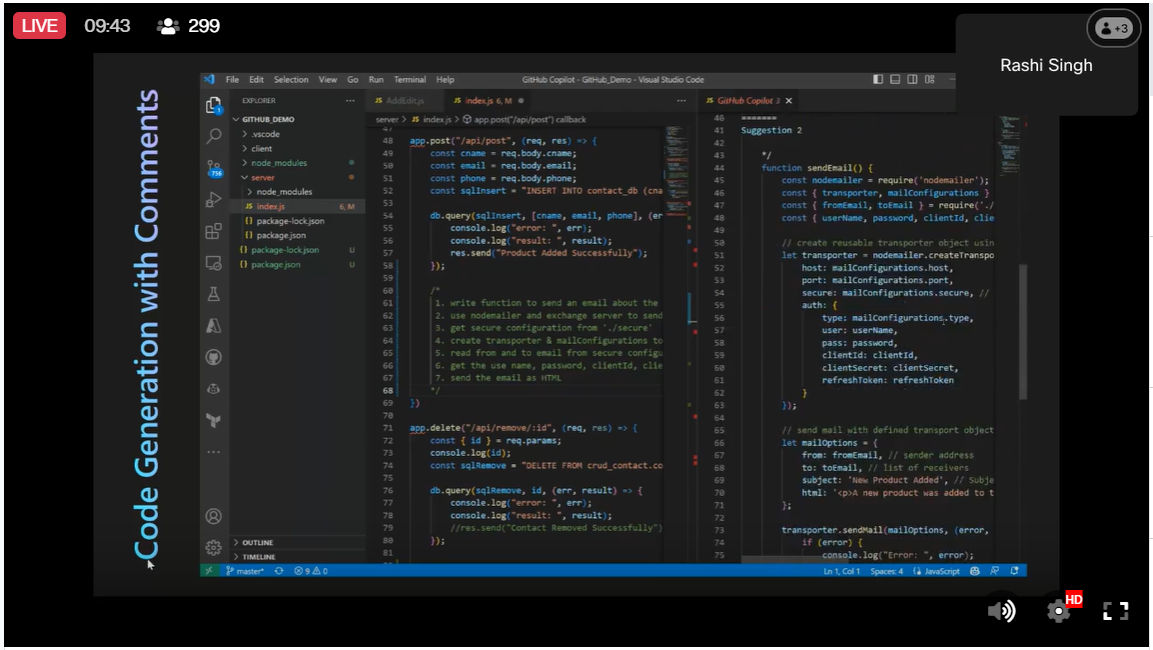 LIVE 09:43 299
+3
Rashi Singh
Code Generation with Comments
File Edit Selection View Go Run Terminal Help GitHub Copilot - GitHub_Demo - Visual Studio Code
EXPLORER ...
GITHUB_DEMO
> .vscode
> client
> node_modules
server
> node_modules
JS index.js 6, M
{} package-lock.json
{} package.json
{} package-lock.json U
{} package.json U
> OUTLINE
> TIMELINE
1
756
JS AddEdit.js JS index.js 6, M ...
server > JS index.js > app.post("/api/post") callback
47
48 app.post("/api/post", (req, res) => {
49 const cname = req.body.cname;
50 const email = req.body.email;
51 const phone = req.body.phone;
52 const sqlInsert = "INSERT INTO contact_db (cna
53
54 db.query(sqlInsert, [cname, email, phone], (er
55 console.log("error: ", err);
56 console.log("result: ", result);
57 res.send("Product Added Successfully");
58 });
59
60 /*
61 1. write function to send an email about the
62 2. use nodemailer and exchange server to send
63 3. get secure configuration from './secure'
64 4. create transporter & mailConfigurations to
65 5. read from and to email from secure configu
66 6. get the use name, password, clientId, clie
67 7. send the email as HTML
68 */
69 })
70
71 app.delete("/api/remove/:id", (req, res) => {
72 const { id } = req.params;
73 console.log(id);
74 const sqlRemove = "DELETE FROM crud_contact.co
75
76 db.query(sqlRemove, id, (err, result) => {
77 console.log("error: ", err);
78 console.log("result: ", result);
79 //res.send("Contact Removed Successfully")
80 });
81
JS GitHub Copilot
40 =======
41 Suggestion 2
42
43 */
44 function sendEmail() {
45 const nodemailer = require('nodemailer');
46 const { transporter, mailConfigurations }
47 const { fromEmail, toEmail } = require('./
48 const { userName, password, clientId, clie
49
50 // create reusable transporter object usin
51 let transporter = nodemailer.createTranspo
52 host: mailConfigurations.host,
53 port: mailConfigurations.port,
54 secure: mailConfigurations.secure, //
55 auth: {
56 type: mailConfigurations.type,
57 user: userName,
58 pass: password,
59 clientId: clientId,
60 clientSecret: clientSecret,
61 refreshToken: refreshToken
62 }
63 });
64
65 // send mail with defined transport object
66 let mailOptions = {
67 from: fromEmail, // sender address
68 to: toEmail, // list of receivers
69 subject: 'New Product Added', // Subje
70 html: '<p>A new product was added to t
71 };
72
73 transporter.sendMail(mailOptions, (error,
74 if (error) {
75 console.log("Error: ", error);
master* 9 0 Ln 1, Col 1 Spaces: 4 JavaScript
HD